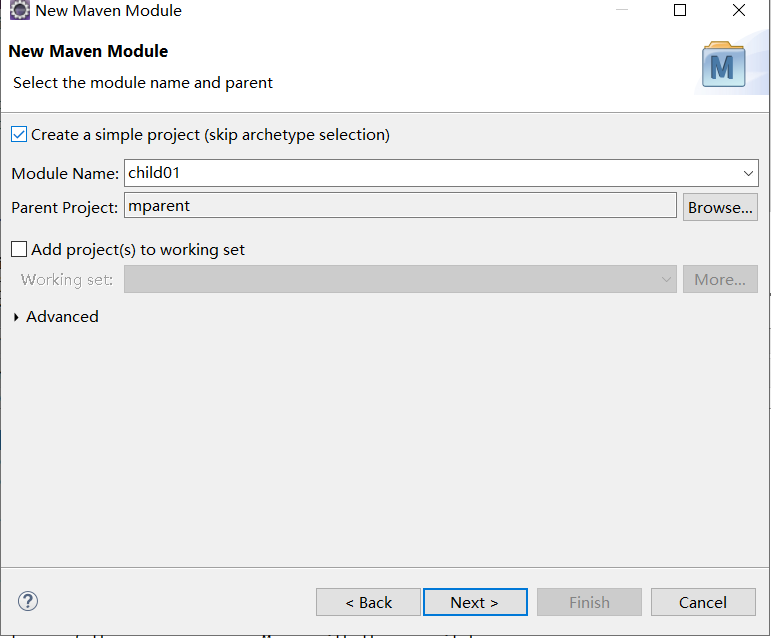 New Maven Module
New Maven Module
Select the module name and parent
M
Create a simple project (skip archetype selection)
Module Name: child01
Parent Project: mparent Browse...
Add project(s) to working set
Working set: More...
Advanced
? < Back Next > Finish Cancel